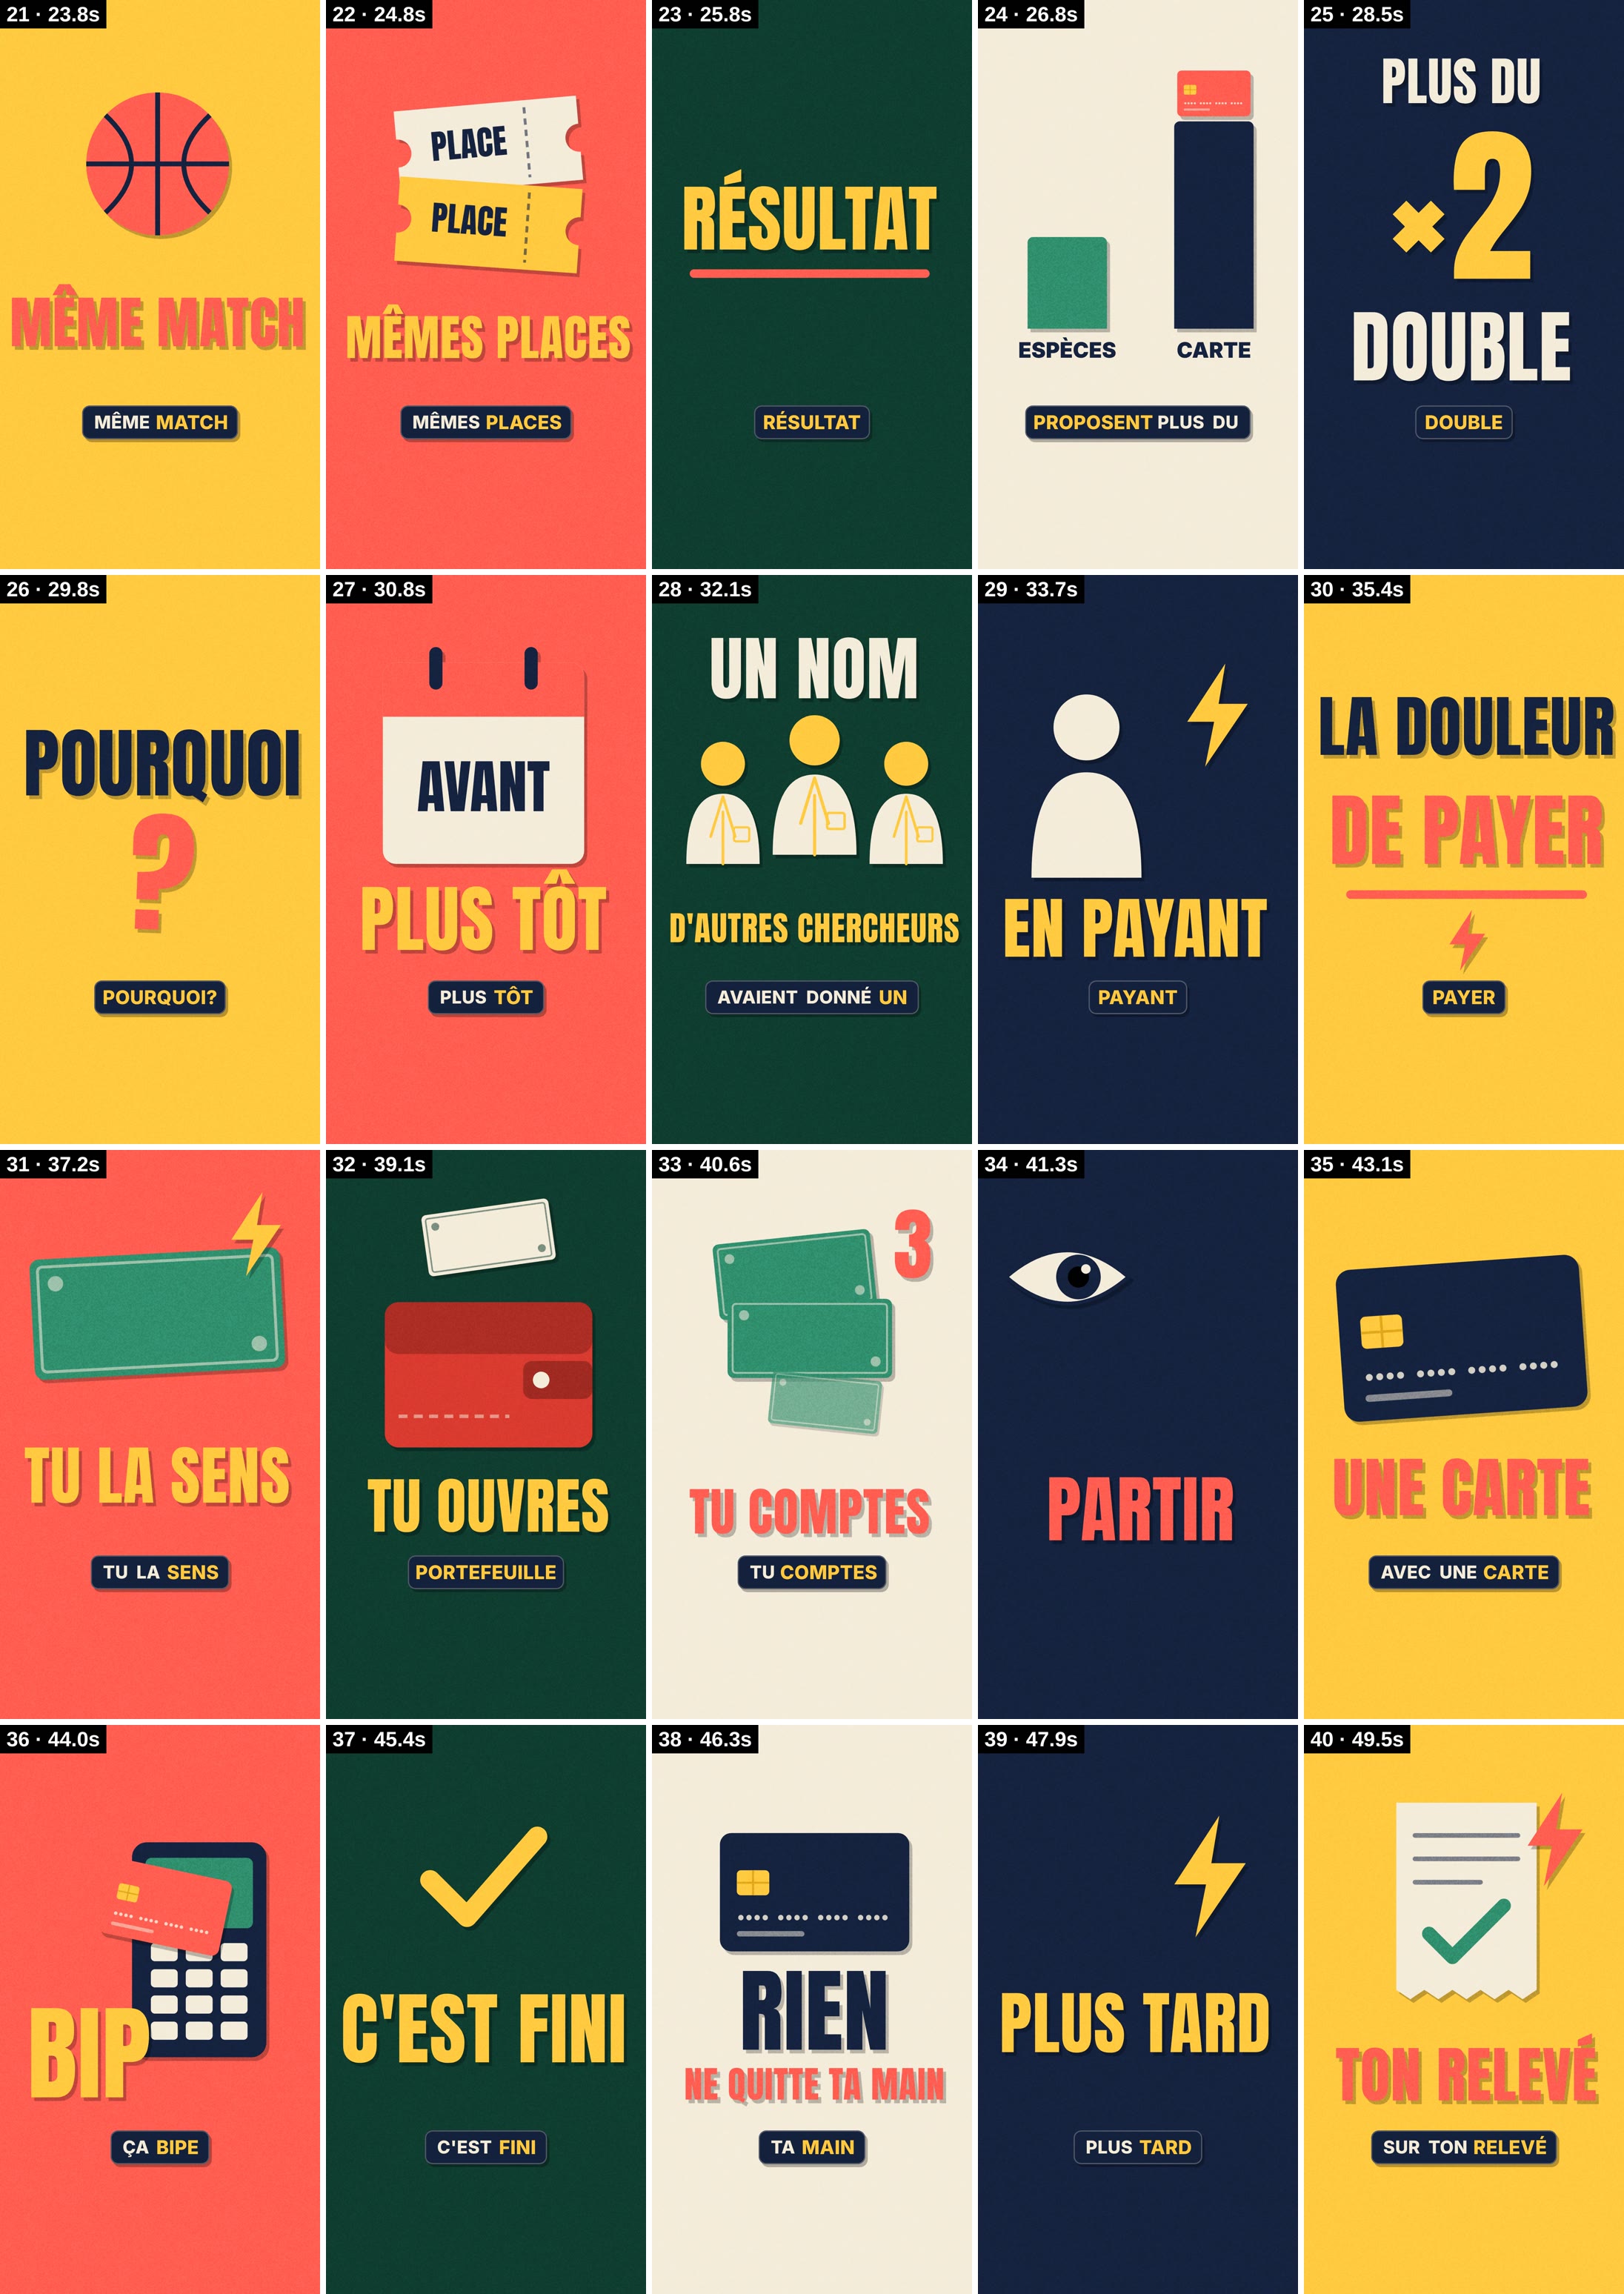 21 · 23.8s
MÊME MATCH
MÊME MATCH
22 · 24.8s
PLACE
PLACE
MÊMES PLACES
MÊMES PLACES
23 · 25.8s
RÉSULTAT
RÉSULTAT
24 · 26.8s
ESPÈCES
CARTE
PROPOSENT PLUS DU
25 · 28.5s
PLUS DU
×2
DOUBLE
DOUBLE
26 · 29.8s
POURQUOI
?
POURQUOI?
27 · 30.8s
AVANT
PLUS TÔT
PLUS TÔT
28 · 32.1s
UN NOM
D'AUTRES CHERCHEURS
AVAIENT DONNÉ UN
29 · 33.7s
EN PAYANT
PAYANT
30 · 35.4s
LA DOULEUR
DE PAYER
PAYER
31 · 37.2s
TU LA SENS
TU LA SENS
32 · 39.1s
TU OUVRES
PORTEFEUILLE
33 · 40.6s
3
TU COMPTES
TU COMPTES
34 · 41.3s
PARTIR
35 · 43.1s
UNE CARTE
AVEC UNE CARTE
36 · 44.0s
BIP
ÇA BIPE
37 · 45.4s
C'EST FINI
C'EST FINI
38 · 46.3s
RIEN
NE QUITTE TA MAIN
TA MAIN
39 · 47.9s
PLUS TARD
PLUS TARD
40 · 49.5s
TON RELEVÉ
SUR TON RELEVÉ